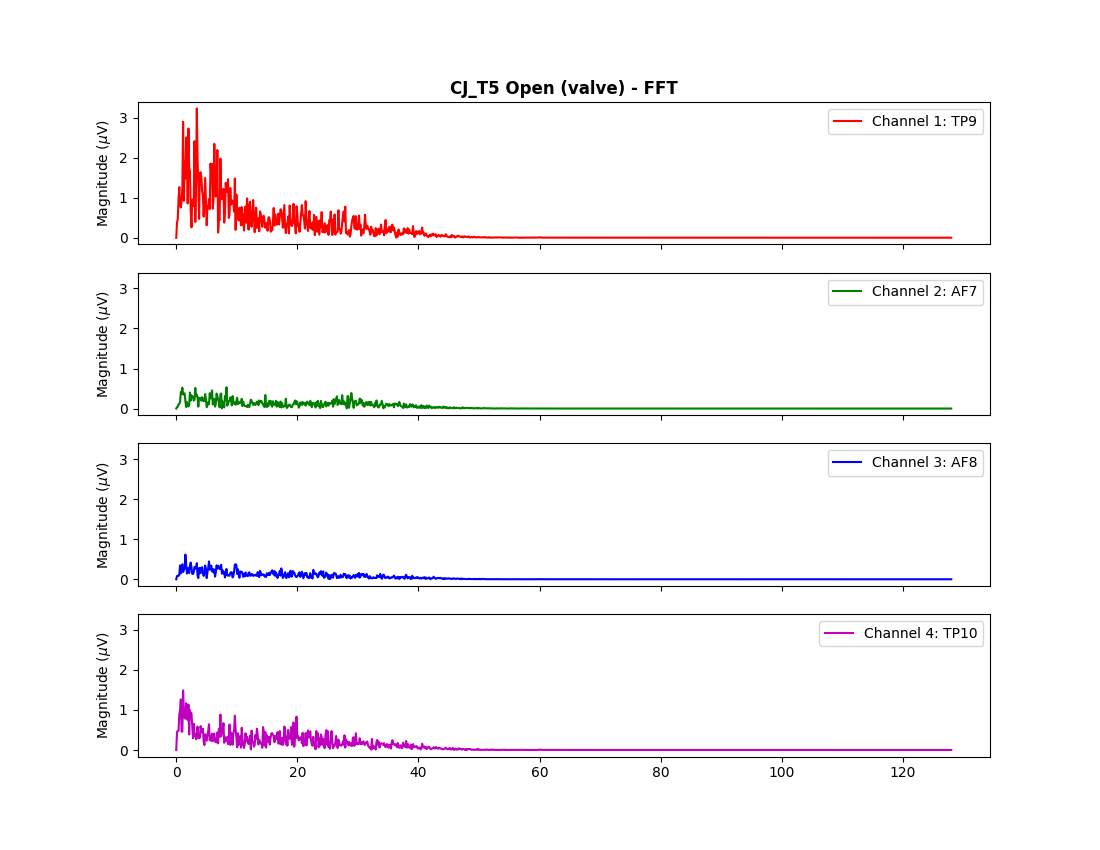 CJ_T5 Open (valve) - FFT
Magnitude (μV)
3
2
1
0
Channel 1: TP9
Magnitude (μV)
3
2
1
0
Channel 2: AF7
Magnitude (μV)
3
2
1
0
Channel 3: AF8
Magnitude (μV)
3
2
1
0
Channel 4: TP10
0 20 40 60 80 100 120